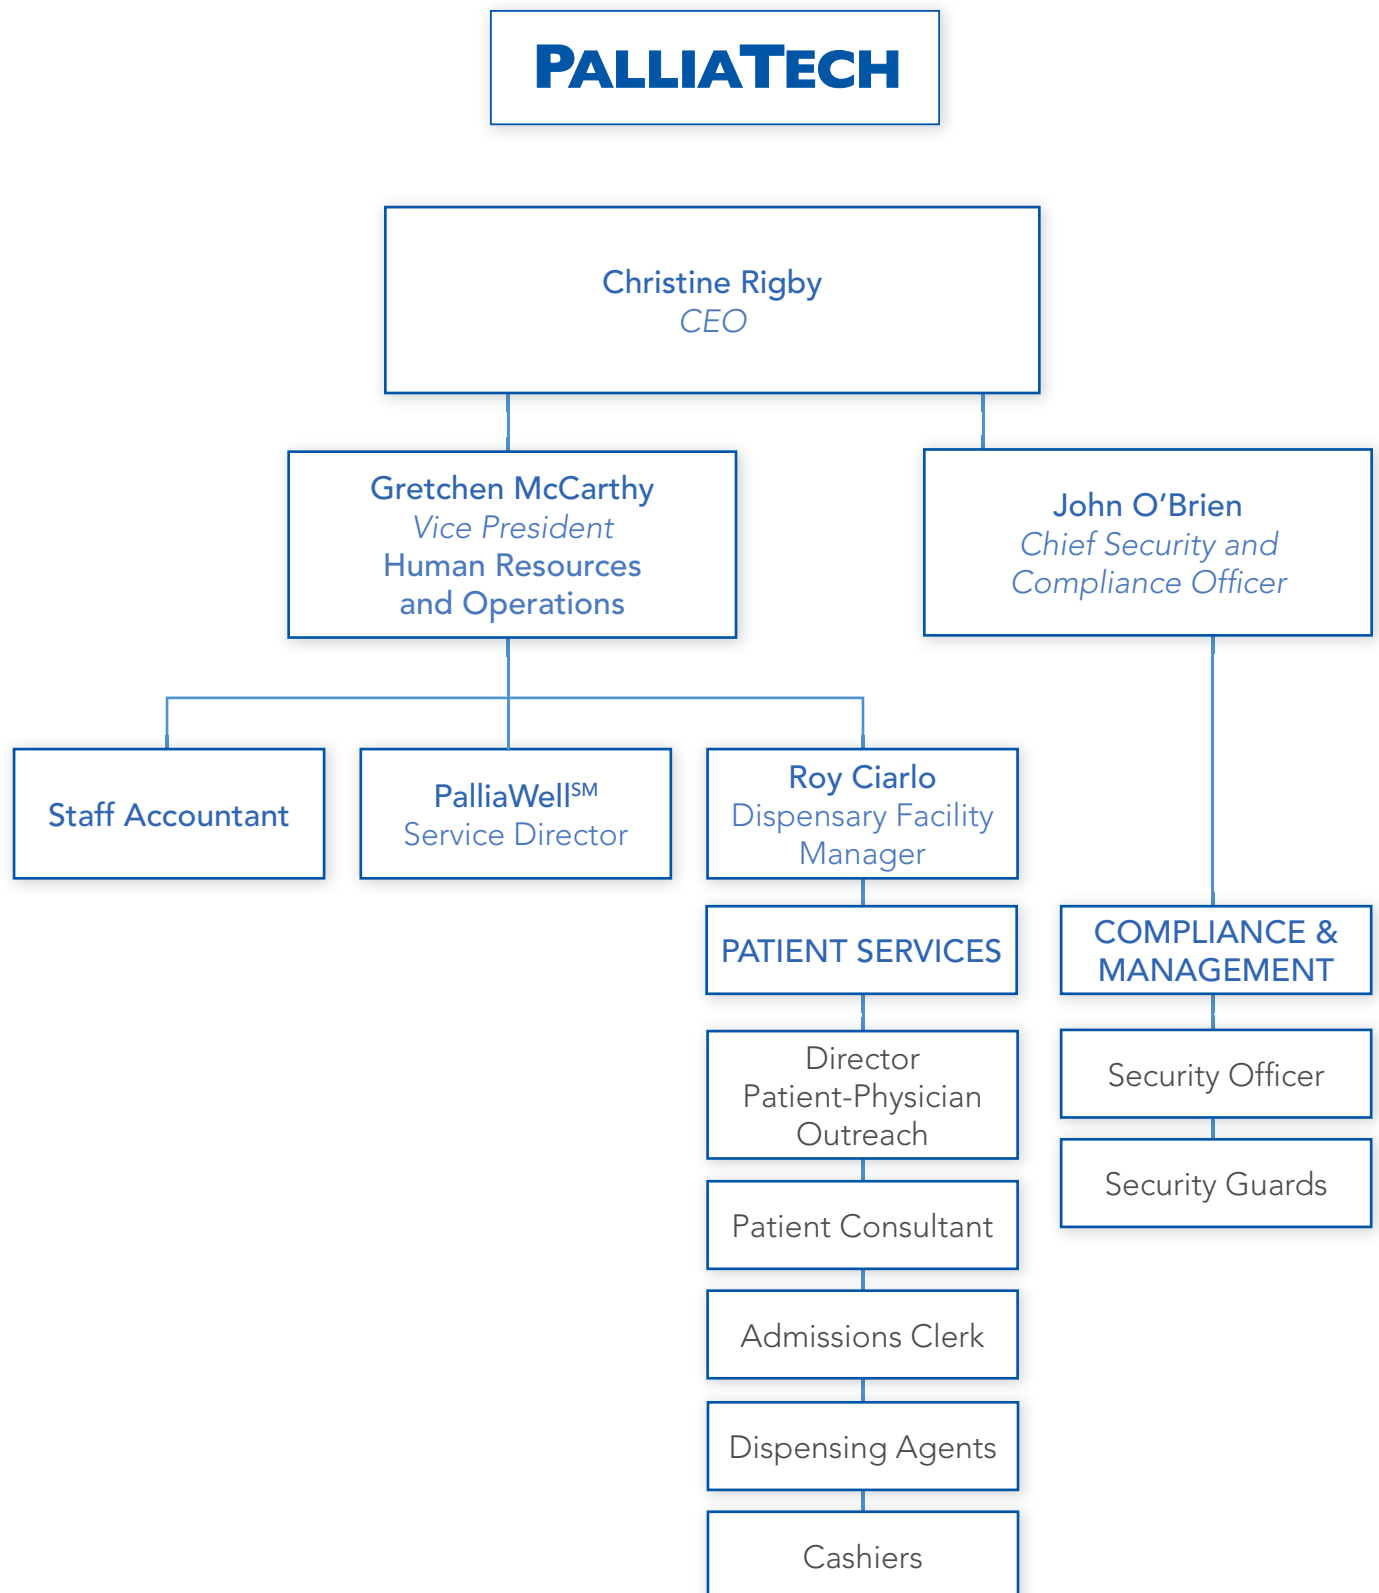 PALLIATECH
Christine Rigby
CEO
Gretchen McCarthy
Vice President
Human Resources
and Operations
John O’Brien
Chief Security and
Compliance Officer
Staff Accountant
PalliaWell℠
Service Director
Roy Ciarlo
Dispensary Facility
Manager
PATIENT SERVICES
COMPLIANCE &
MANAGEMENT
Director
Patient-Physician
Outreach
Security Officer
Security Guards
Patient Consultant
Admissions Clerk
Dispensing Agents
Cashiers